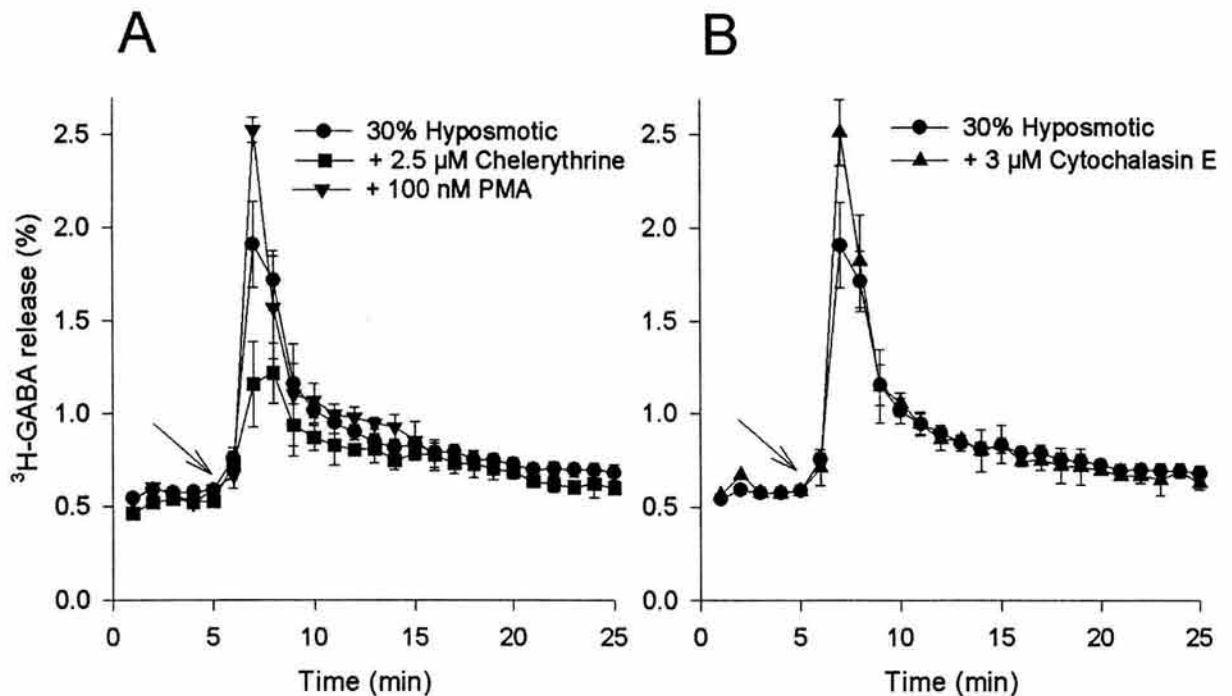 A
B
³H-GABA release (%)
2.5
2.0
1.5
1.0
0.5
0.0
30% Hyposmotic
+ 2.5 µM Chelerythrine
+ 100 nM PMA
0 5 10 15 20 25
Time (min)
2.5
2.0
1.5
1.0
0.5
0.0
30% Hyposmotic
+ 3 µM Cytochalasin E
0 5 10 15 20 25
Time (min)